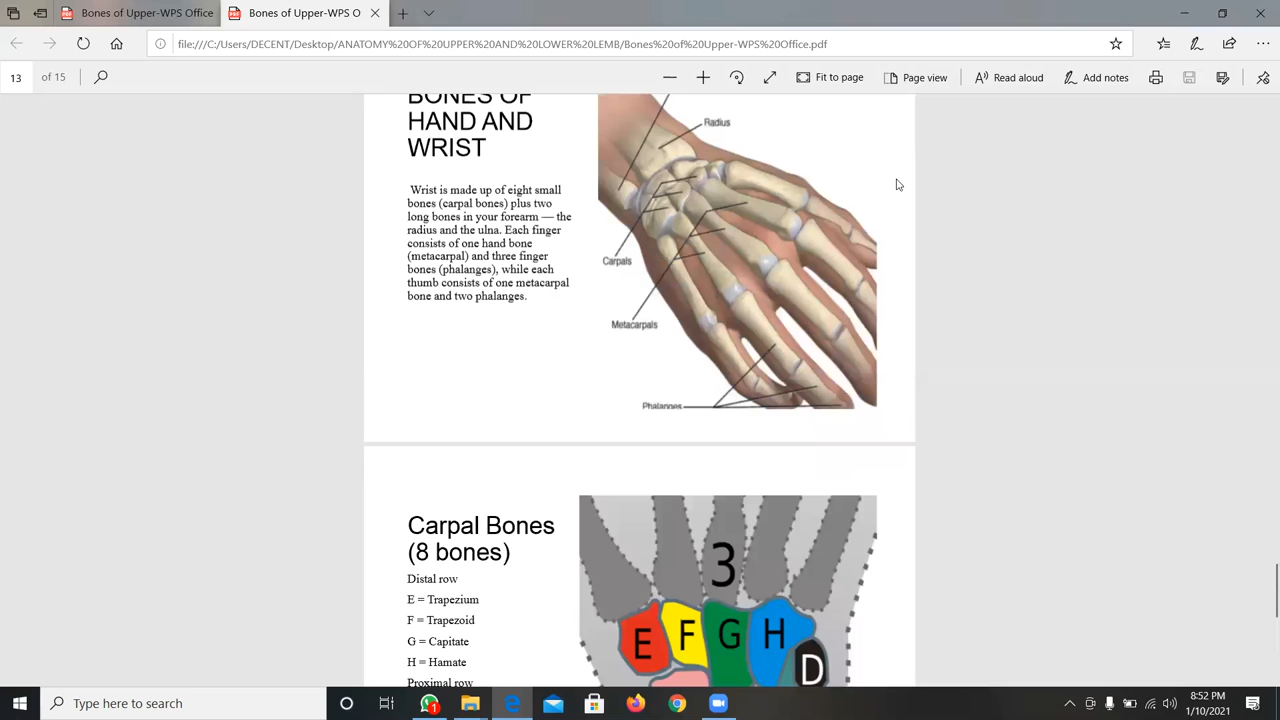 Bones of Upper-WPS Office
Bones of Upper-WPS O
file:///C:/Users/DECENT/Desktop/ANATOMY%20OF%20UPPER%20AND%20LOWER%20LEMB/Bones%20of%20Upper-WPS%20Office.pdf
13 of 15
Fit to page
Page view
Read aloud
Add notes
BONES OF
HAND AND
WRIST
Wrist is made up of eight small
bones (carpal bones) plus two
long bones in your forearm — the
radius and the ulna. Each finger
consists of one hand bone
(metacarpal) and three finger
bones (phalanges), while each
thumb consists of one metacarpal
bone and two phalanges.
Radius
Carpals
Metacarpals
Phalanges
Carpal Bones
(8 bones)
Distal row
E = Trapezium
F = Trapezoid
G = Capitate
H = Hamate
Proximal row
3
E F G H
D
Type here to search
1
8:52 PM
1/10/2021